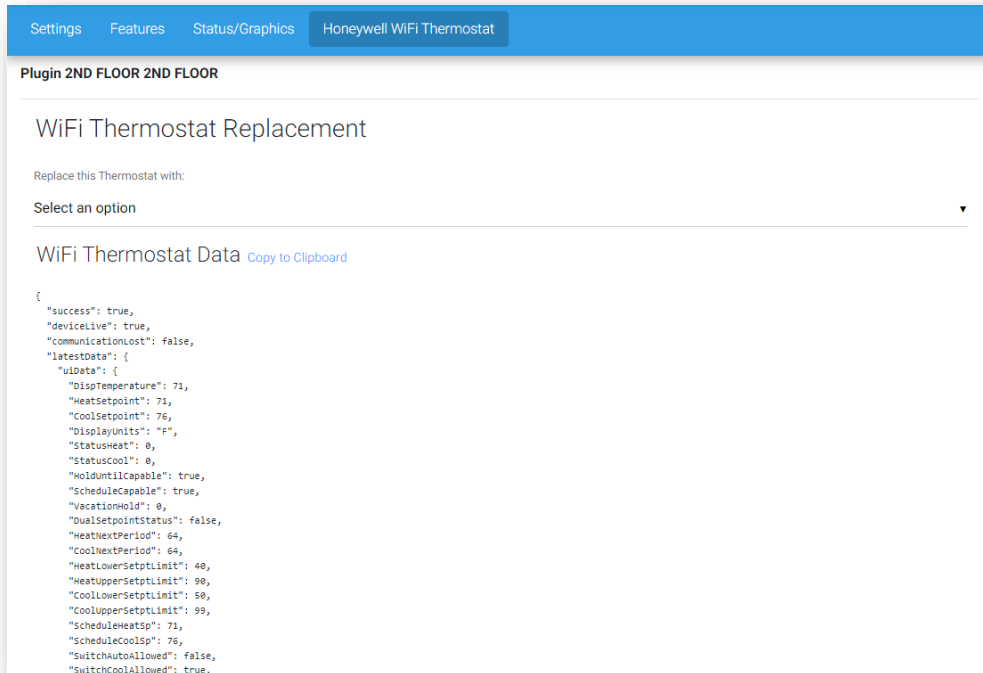 Settings Features Status/Graphics Honeywell WiFi Thermostat
Plugin 2ND FLOOR 2ND FLOOR
WiFi Thermostat Replacement
Replace this Thermostat with:
Select an option
WiFi Thermostat Data Copy to Clipboard
{
"success": true,
"deviceLive": true,
"communicationLost": false,
"latestData": {
"uiData": {
"DispTemperature": 71,
"HeatSetpoint": 71,
"CoolSetpoint": 76,
"DisplayUnits": "F",
"StatusHeat": 0,
"StatusCool": 0,
"HoldUntilCapable": true,
"ScheduleCapable": true,
"VacationHold": 0,
"DualSetpointStatus": false,
"HeatNextPeriod": 64,
"CoolNextPeriod": 64,
"HeatLowerSetptLimit": 40,
"HeatUpperSetptLimit": 90,
"CoolLowerSetptLimit": 50,
"CoolUpperSetptLimit": 99,
"ScheduleHeatSp": 71,
"ScheduleCoolSp": 76,
"SwitchAutoAllowed": false,
"SwitchCoolAllowed": true,